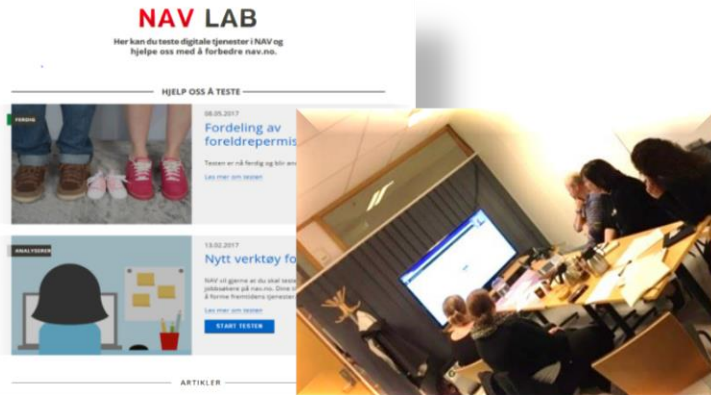 NAV LAB
Her kan du teste digitale tjenester i NAV og
hjelpe oss med å forbedre nav.no.
HJELP OSS Å TESTE
FERDIG
08.05.2017
Fordeling av
foreldrepermis
Testen er nå ferdig og blir an
Les mer om testen
ANALYSEREN
13.02.2017
Nytt verktøy fo
NAV vil gjerne at du skal teste
jobbsøkere på nav.no. Dine
å forme fremtidens tjenester
Les mer om testen
START TESTEN
ARTIKLER